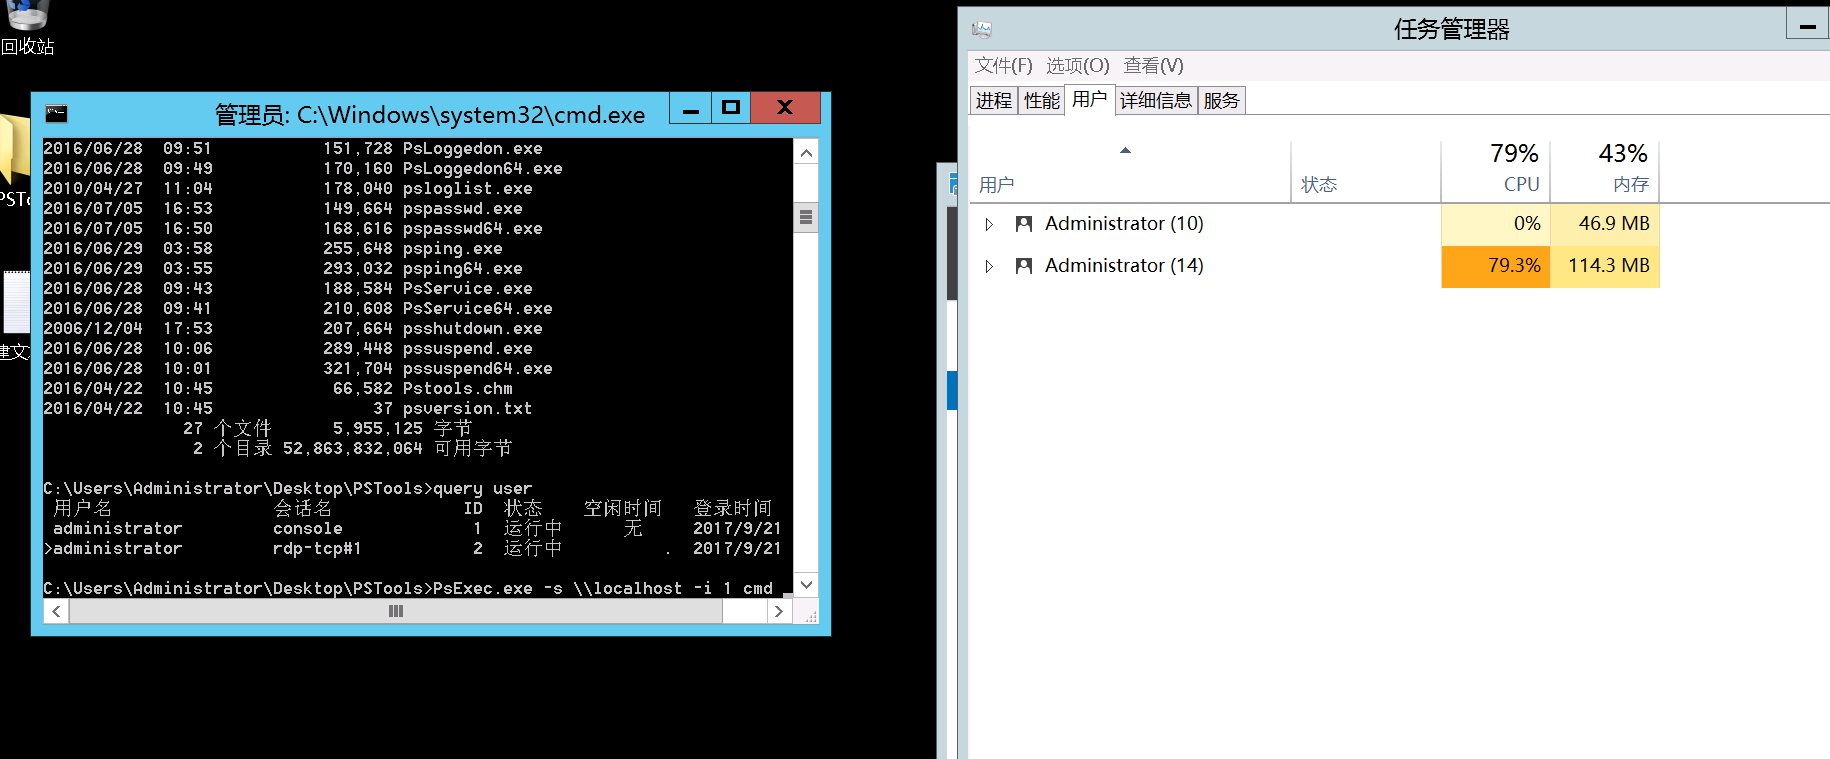 回收站
管理员: C:\Windows\system32\cmd.exe
2016/06/28  09:51           151,728 PsLoggedon.exe
2016/06/28  09:49           170,160 PsLoggedon64.exe
2010/04/27  11:04           178,040 psloglist.exe
2016/07/05  16:53           149,664 pspasswd.exe
2016/07/05  16:50           168,616 pspasswd64.exe
2016/06/29  03:58           255,648 psping.exe
2016/06/29  03:55           293,032 psping64.exe
2016/06/28  09:43           188,584 PsService.exe
2016/06/28  09:41           210,608 PsService64.exe
2006/12/04  17:53           207,664 psshutdown.exe
2016/06/28  10:06           289,448 pssuspend.exe
2016/06/28  10:01           321,704 pssuspend64.exe
2016/04/22  10:45            66,582 Pstools.chm
2016/04/22  10:45                37 psversion.txt
27 个文件      5,955,125 字节
2 个目录 52,863,832,064 可用字节
C:\Users\Administrator\Desktop\PSTools>query user
用户名                会话名             ID  状态    空闲时间   登录时间
administrator         console             1  运行中      无     2017/9/21
>administrator         rdp-tcp#1           2  运行中          .  2017/9/21
C:\Users\Administrator\Desktop\PSTools>PsExec.exe -s \\localhost -i 1 cmd
PSTo
建文
任务管理器
文件(F) 选项(O) 查看(V)
进程 性能 用户 详细信息 服务
79% 43%
用户 状态 CPU 内存
Administrator (10) 0% 46.9 MB
Administrator (14) 79.3% 114.3 MB